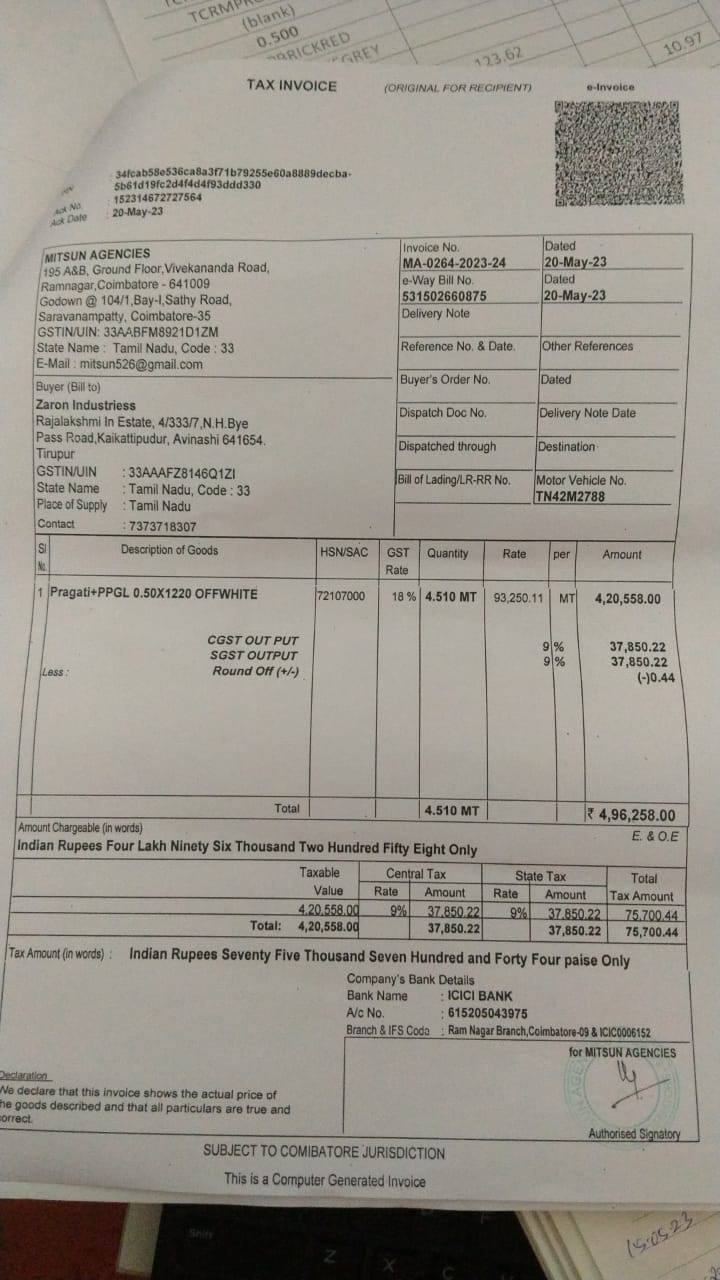 (blank)
0.500
123.62
10.97
TAX INVOICE
(ORIGINAL FOR RECIPIENT)
e-Invoice
34fcab58e536ca8a3f71b79255e60a8889decba-
5b61d19fc2d4f4d4f93ddd330
Ack No. : 152314672727564
Ack Date : 20-May-23
MITSUN AGENCIES
195 A&B, Ground Floor,Vivekananda Road,
Ramnagar,Coimbatore - 641009
Godown @ 104/1,Bay-I,Sathy Road,
Saravanampatty, Coimbatore-35
GSTIN/UIN: 33AABFM8921D1ZM
State Name : Tamil Nadu, Code : 33
E-Mail : mitsun526@gmail.com
Invoice No. Dated
MA-0264-2023-24 20-May-23
e-Way Bill No. Dated
531502660875 20-May-23
Delivery Note
Reference No. & Date. Other References
Buyer's Order No. Dated
Dispatch Doc No. Delivery Note Date
Dispatched through Destination
Bill of Lading/LR-RR No. Motor Vehicle No.
TN42M2788
Buyer (Bill to)
Zaron Industriess
Rajalakshmi In Estate, 4/333/7,N.H.Bye
Pass Road,Kaikattipudur, Avinashi 641654.
Tirupur
GSTIN/UIN : 33AAAFZ8146Q1ZI
State Name : Tamil Nadu, Code : 33
Place of Supply : Tamil Nadu
Contact : 7373718307
Sl No. Description of Goods HSN/SAC GST Rate Quantity Rate per Amount
1 Pragati+PPGL 0.50X1220 OFFWHITE 72107000 18 % 4.510 MT 93,250.11 MT 4,20,558.00
CGST OUT PUT 9 % 37,850.22
SGST OUTPUT 9 % 37,850.22
Less : Round Off (+/-) (-)0.44
Total 4.510 MT ₹ 4,96,258.00
Amount Chargeable (in words) E. & O.E
Indian Rupees Four Lakh Ninety Six Thousand Two Hundred Fifty Eight Only
Taxable Central Tax State Tax Total
Value Rate Amount Rate Amount Tax Amount
4,20,558.00 9% 37,850.22 9% 37,850.22 75,700.44
Total: 4,20,558.00 37,850.22 37,850.22 75,700.44
Tax Amount (in words) : Indian Rupees Seventy Five Thousand Seven Hundred and Forty Four paise Only
Company's Bank Details
Bank Name : ICICI BANK
A/c No. : 615205043975
Branch & IFS Code : Ram Nagar Branch,Coimbatore-09 & ICIC0006152
for MITSUN AGENCIES
Declaration
We declare that this invoice shows the actual price of
he goods described and that all particulars are true and
correct.
Authorised Signatory
SUBJECT TO COMIBATORE JURISDICTION
This is a Computer Generated Invoice
15.05.23
Shift
Z
X
C